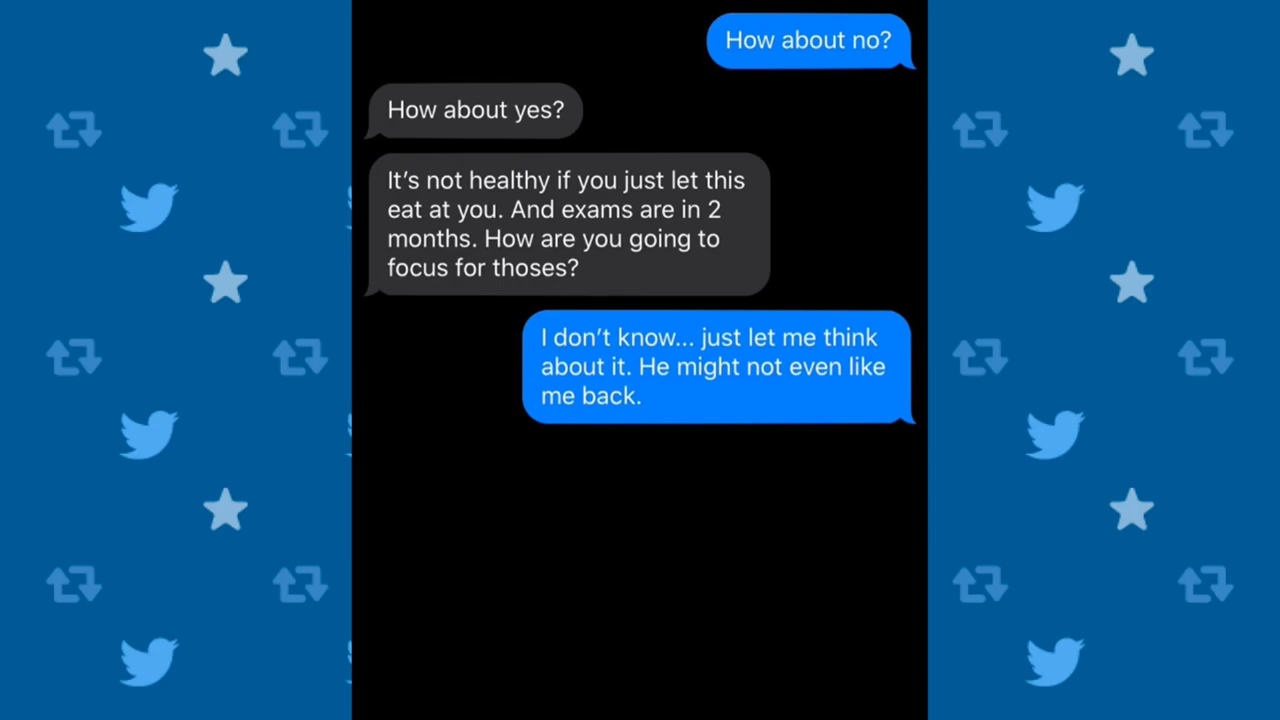 How about no?
How about yes?
It’s not healthy if you just let this
eat at you. And exams are in 2
months. How are you going to
focus for thoses?
I don’t know... just let me think
about it. He might not even like
me back.